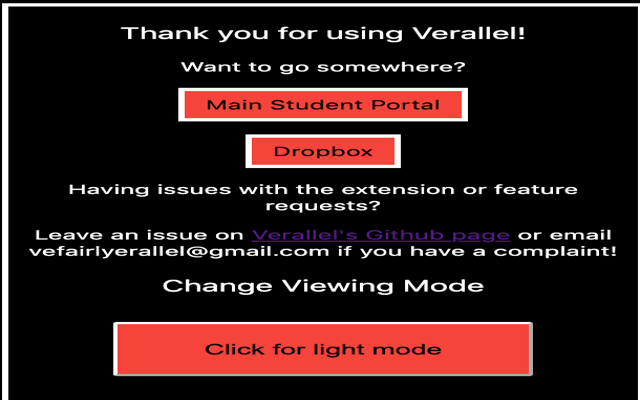 Thank you for using Verallel!
Want to go somewhere?
Main Student Portal
Dropbox
Having issues with the extension or feature
requests?
Leave an issue on Verallel's Github page or email
vefairlyerallel@gmail.com if you have a complaint!
Change Viewing Mode
Click for light mode